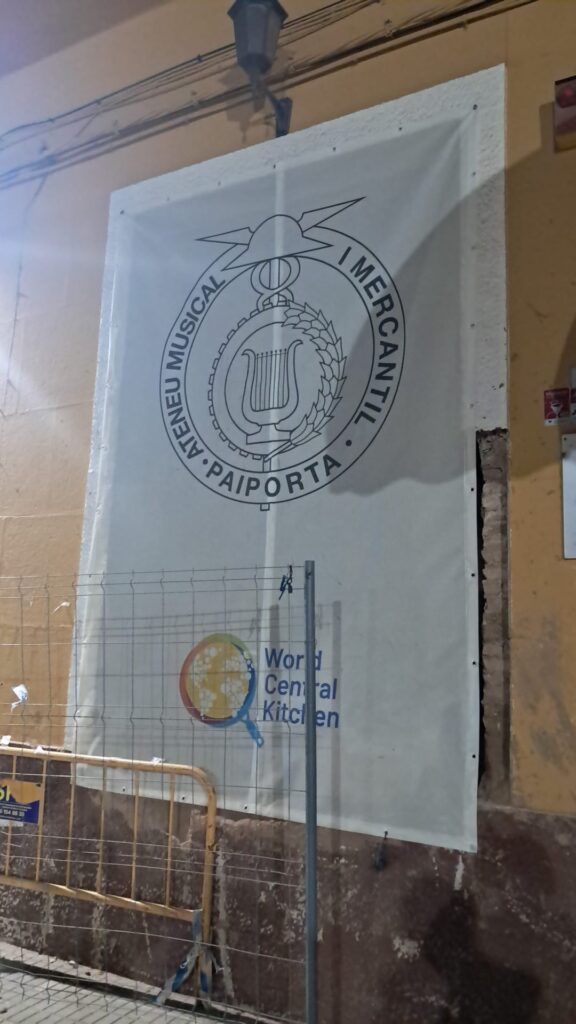 ATENEU MUSICAL I MERCANTIL
· PAIPORTA ·
World
Central
Kitchen